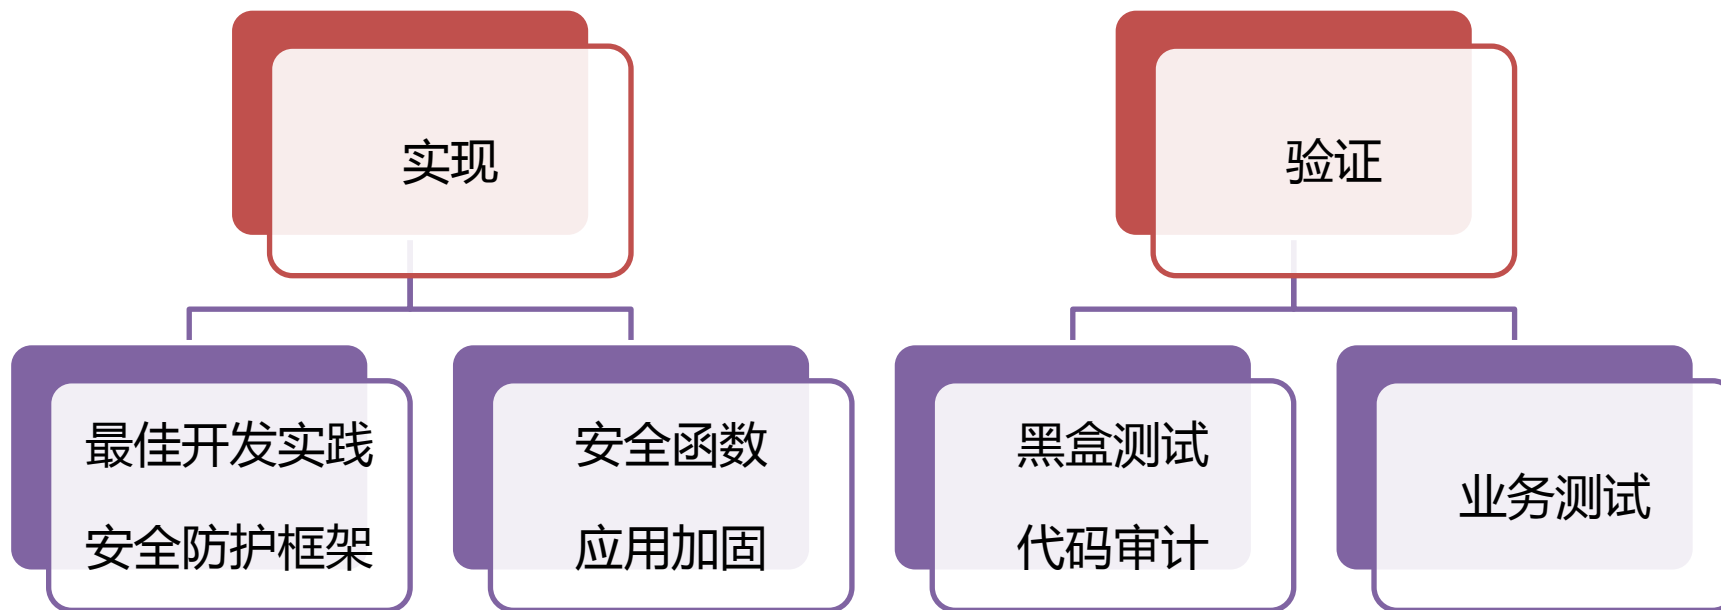 实现
验证
最佳开发实践
安全防护框架
安全函数
应用加固
黑盒测试
代码审计
业务测试